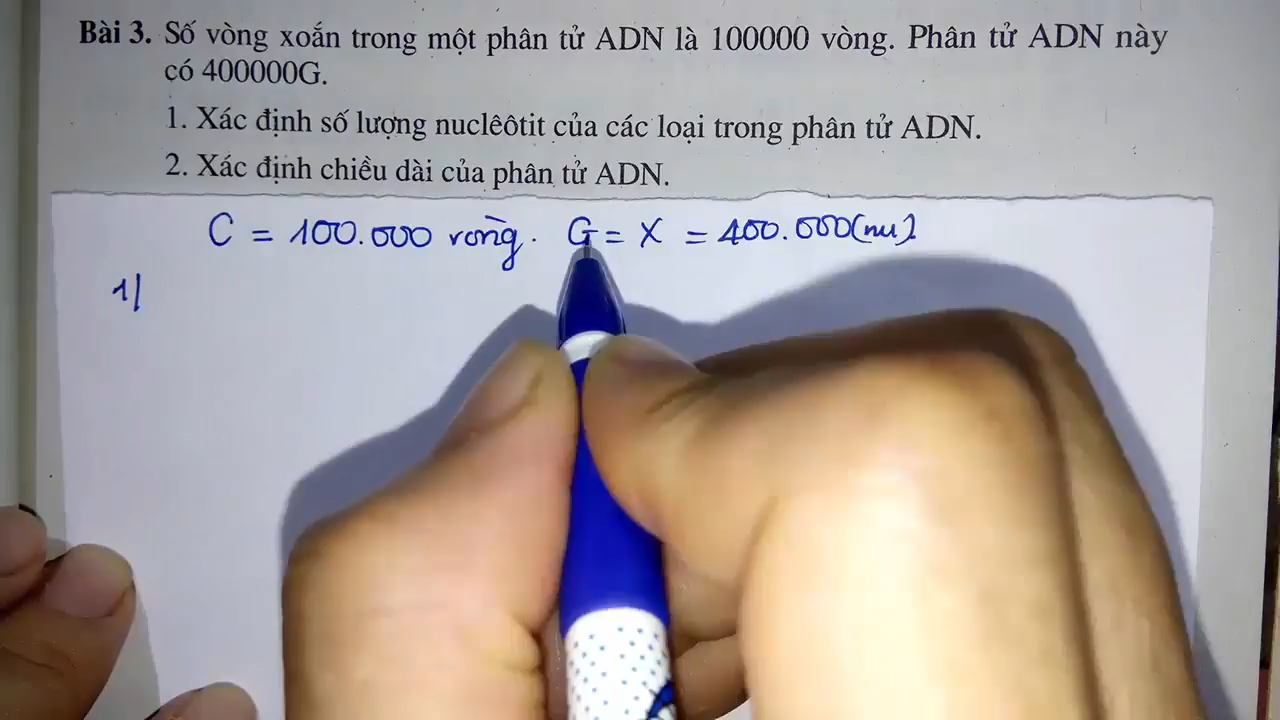 Bài 3. Số vòng xoắn trong một phân tử ADN là 100000 vòng. Phân tử ADN này
có 400000G.
1. Xác định số lượng nuclêôtit của các loại trong phân tử ADN.
2. Xác định chiều dài của phân tử ADN.
C = 100.000 vòng. G = X = 400.000(nu)
1/